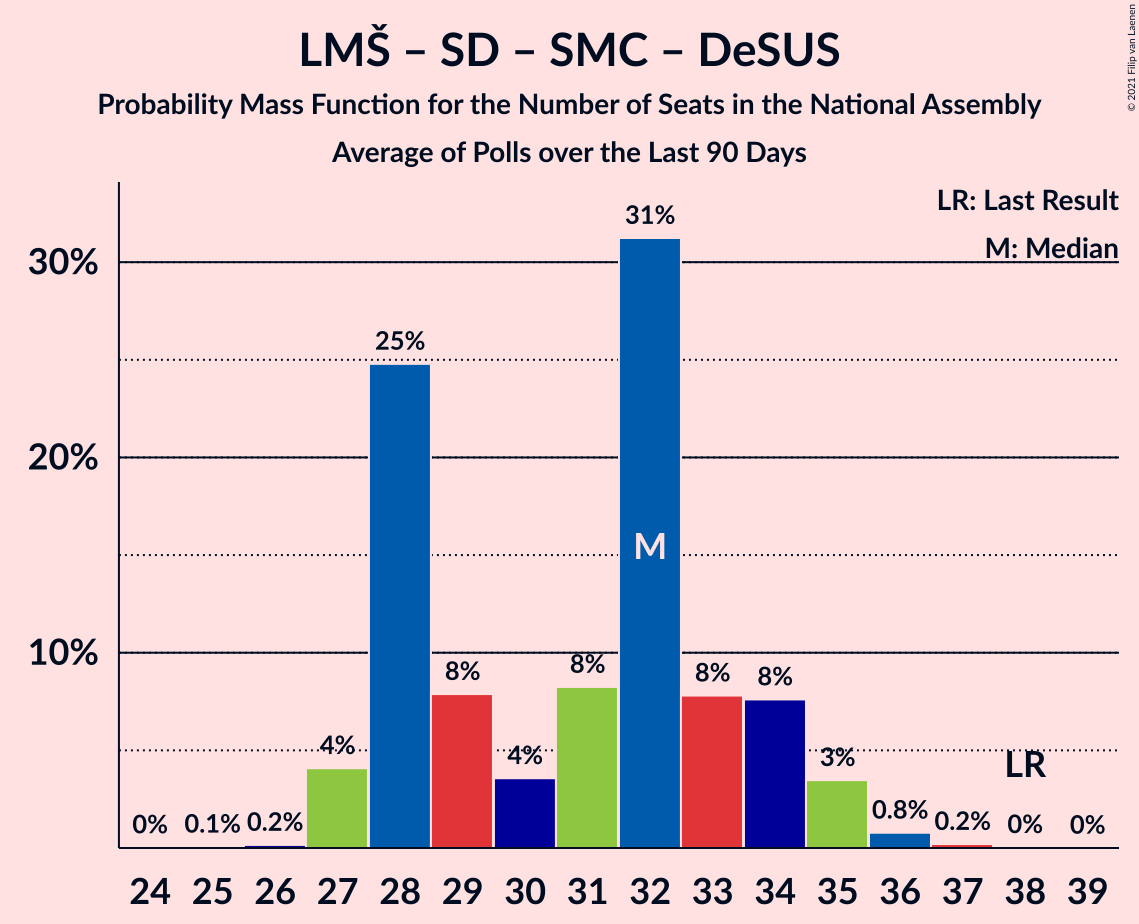 LMŠ – SD – SMC – DeSUS
Probability Mass Function for the Number of Seats in the National Assembly
Average of Polls over the Last 90 Days
© 2021 Filip van Laenen
LR: Last Result
M: Median
31%
30%
25%
20%
M
10%
8%
8%
8%
8%
4%
4%
3%
LR
0%
0.1%
0.2%
0.8%
0.2%
0%
0%
24 25 26 27 28 29 30 31 32 33 34 35 36 37 38 39